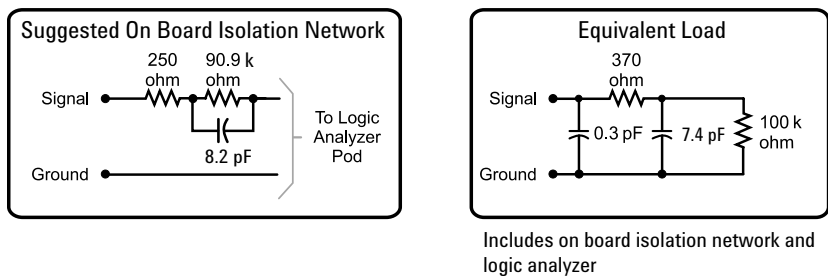 Suggested On Board Isolation Network
250
ohm
90.9 k
ohm
Signal
8.2 pF
To Logic
Analyzer
Pod
Ground
Equivalent Load
370
ohm
Signal
0.3 pF
7.4 pF
100 k
ohm
Ground
Includes on board isolation network and
logic analyzer